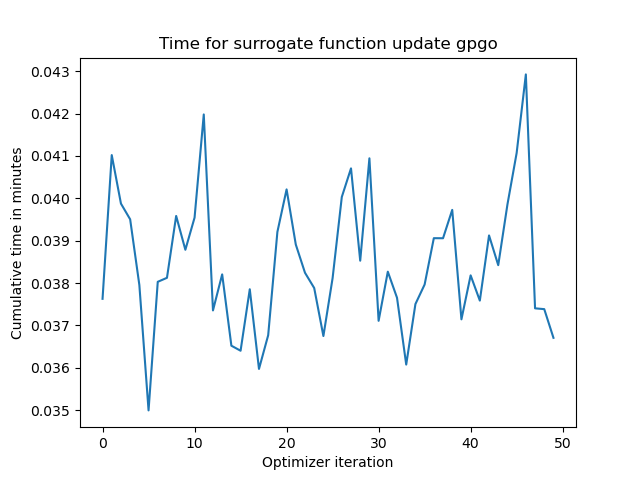 Time for surrogate function update gpgo
0.043
0.042
0.041
0.040
0.039
0.038
0.037
0.036
0.035
Cumulative time in minutes
0 10 20 30 40 50
Optimizer iteration